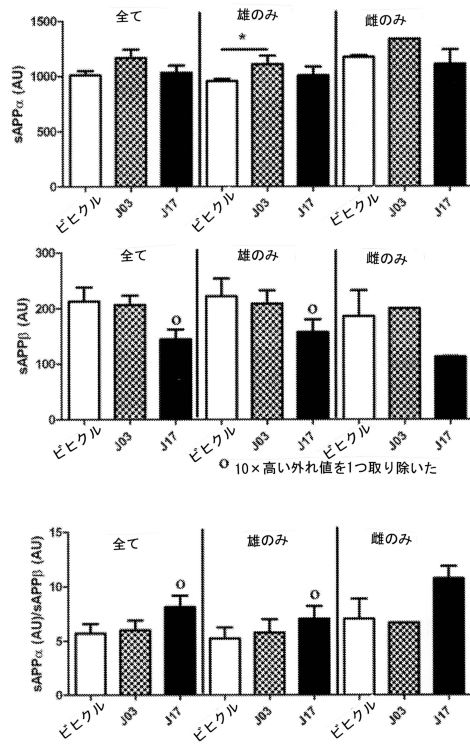 全て 雄のみ 雌のみ
*
sAPPα (AU)
1500
1000
500
0
ビヒクル J03 J17 ビヒクル J03 J17 ビヒクル J03 J17
全て 雄のみ 雌のみ
sAPPβ (AU)
300
200
100
0
o o
ビヒクル J03 J17 ビヒクル J03 J17 ビヒクル J03 J17
o 10×高い外れ値を1つ取り除いた
全て 雄のみ 雌のみ
sAPPα (AU)/sAPPβ (AU)
15
10
5
0
o o
ビヒクル J03 J17 ビヒクル J03 J17 ビヒクル J03 J17